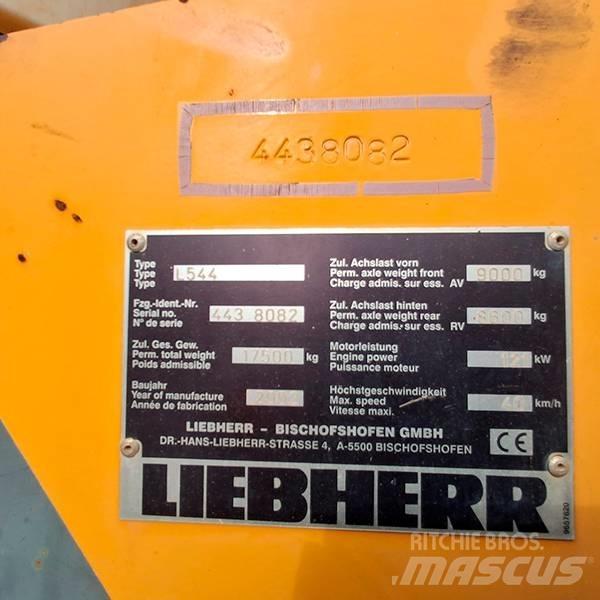 4438082
Type
Type
Type L544
Fzg.-Ident.-Nr.
Serial no. 443 8082
N° de serie
Zul. Ges. Gew.
Perm. total weight 17500 kg
Poids admissible
Baujahr
Year of manufacture
Année de fabrication
Zul. Achslast vorn
Perm. axle weight front 9000 kg
Charge admis. sur ess. AV
Zul. Achslast hinten
Perm. axle weight rear kg
Charge admis. sur ess. RV
Motorleistung
Engine power kW
Puissance moteur
Höchstgeschwindigkeit
Max. speed km/h
Vitesse maxi.
LIEBHERR – BISCHOFSHOFEN GMBH
DR.-HANS-LIEBHERR-STRASSE 4, A-5500 BISCHOFSHOFEN
CE
LIEBHERR
9657620
RITCHIE BROS.
MASCUS